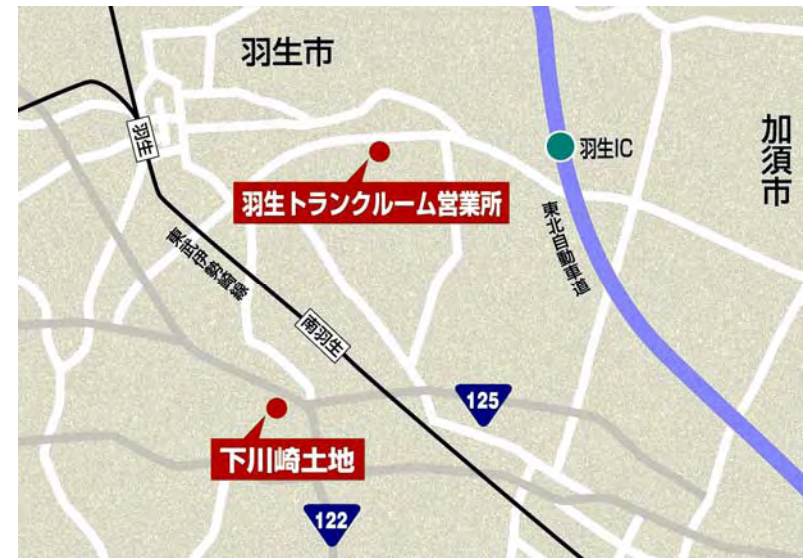 羽生市
羽生
羽生IC
加須市
羽生トランクルーム営業所
東武伊勢崎線
東北自動車道
南羽生
125
下川崎土地
122